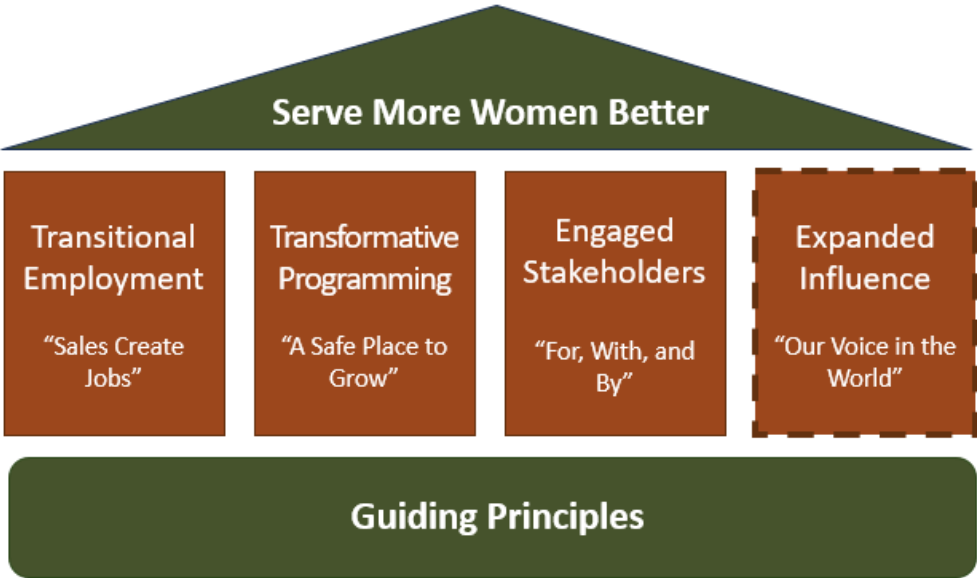 Serve More Women Better
Transitional
Employment
“Sales Create
Jobs”
Transformative
Programming
“A Safe Place to
Grow”
Engaged
Stakeholders
“For, With, and
By”
Expanded
Influence
“Our Voice in the
World”
Guiding Principles